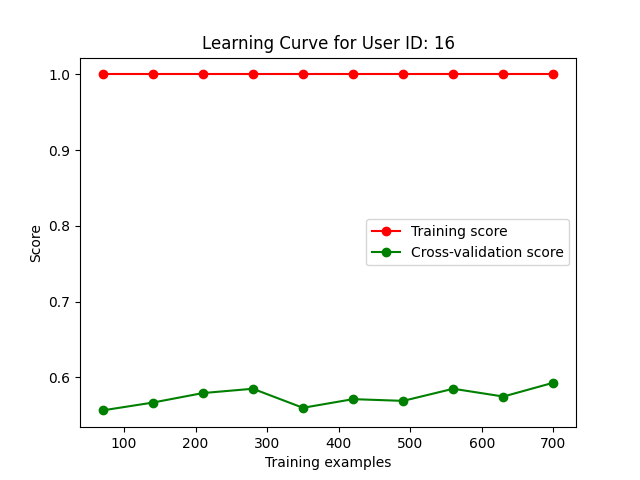 Learning Curve for User ID: 16
1.0
0.9
0.8
0.7
0.6
Score
Training score
Cross-validation score
100 200 300 400 500 600 700
Training examples